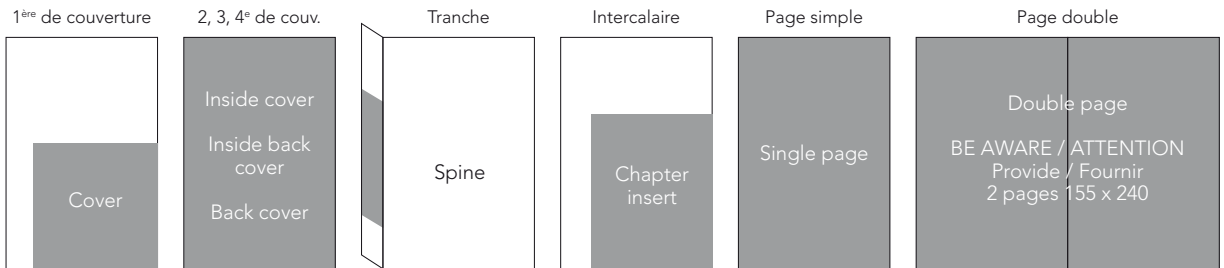 1ère de couverture
2, 3, 4e de couv.
Tranche
Intercalaire
Page simple
Page double
Cover
Inside cover
Inside back
cover
Back cover
Spine
Chapter
insert
Single page
Double page
BE AWARE / ATTENTION
Provide / Fournir
2 pages 155 x 240